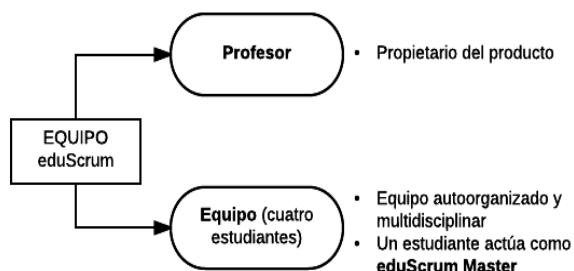 Profesor
• Propietario del producto
EQUIPO
eduScrum
Equipo (cuatro
estudiantes)
• Equipo autoorganizado y
multidisciplinar
• Un estudiante actúa como
eduScrum Master